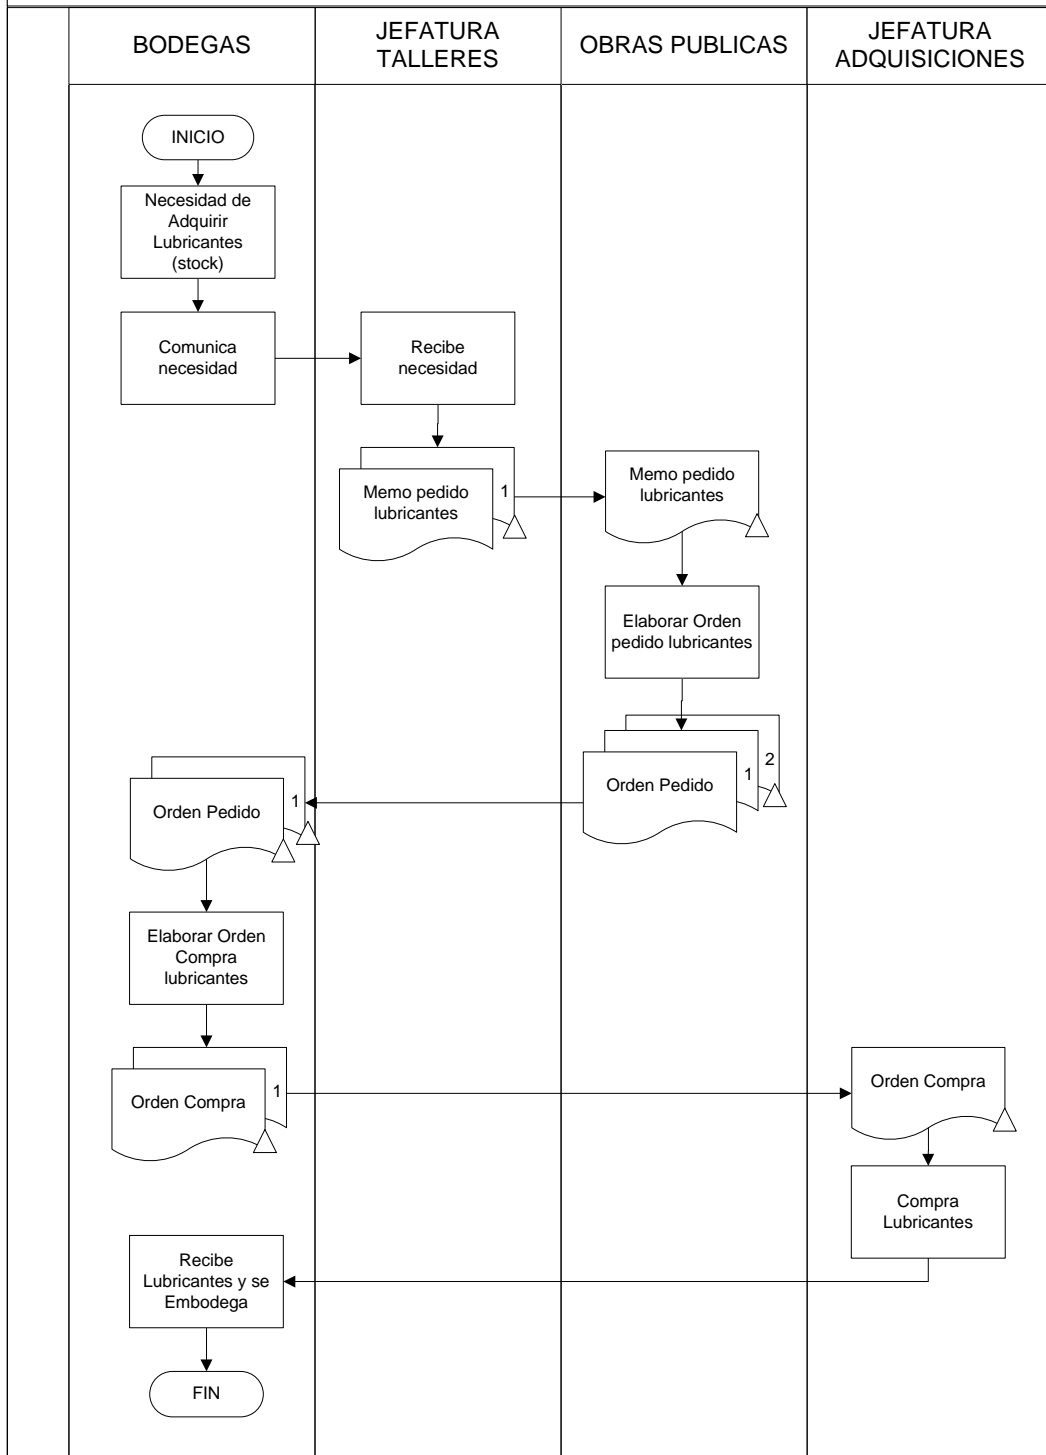 BODEGAS
JEFATURA
TALLERES
OBRAS PUBLICAS
JEFATURA
ADQUISICIONES
INICIO
Necesidad de
Adquirir
Lubricantes
(stock)
Comunica
necesidad
Recibe
necesidad
Memo pedido
lubricantes
1
Memo pedido
lubricantes
Elaborar Orden
pedido lubricantes
Orden Pedido
1
2
Orden Pedido
1
Elaborar Orden
Compra
lubricantes
Orden Compra
1
Orden Compra
Compra
Lubricantes
Recibe
Lubricantes y se
Embodega
FIN